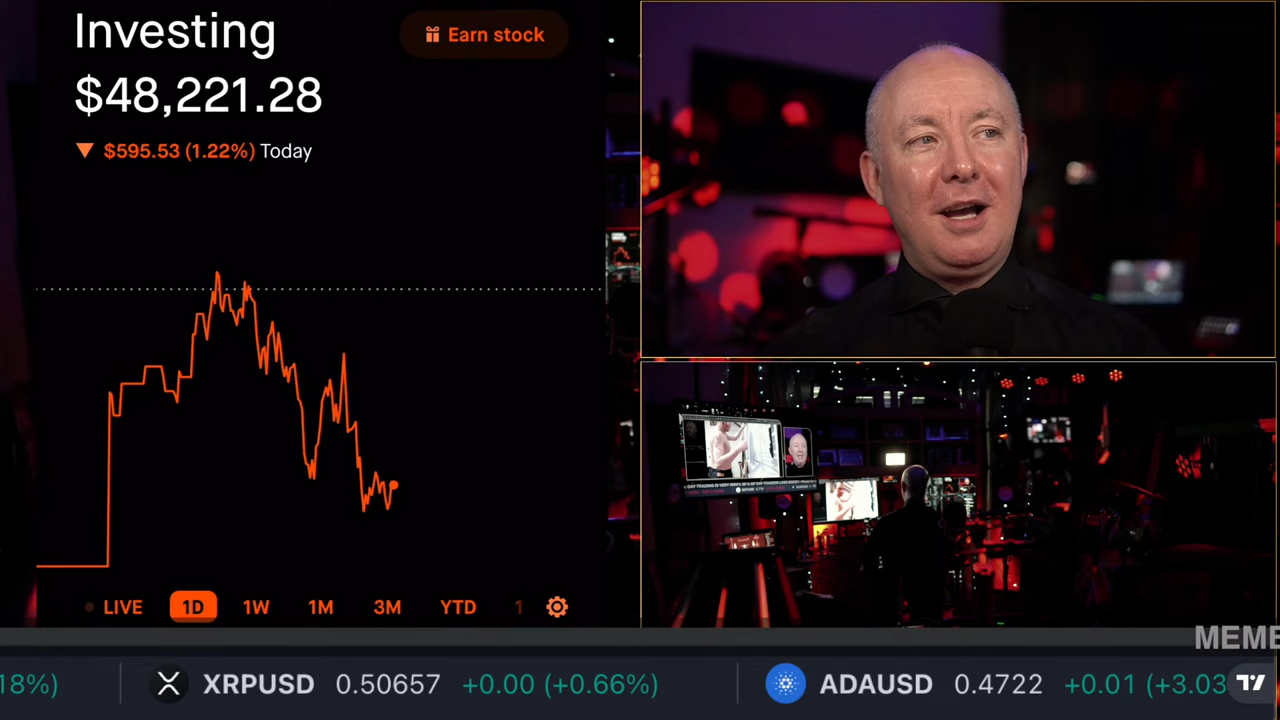 Investing
Earn stock
$48,221.28
$595.53 (1.22%) Today
LIVE 1D 1W 1M 3M YTD 1
MEME
18%) XRPUSD 0.50657 +0.00 (+0.66%) ADAUSD 0.4722 +0.01 (+3.03